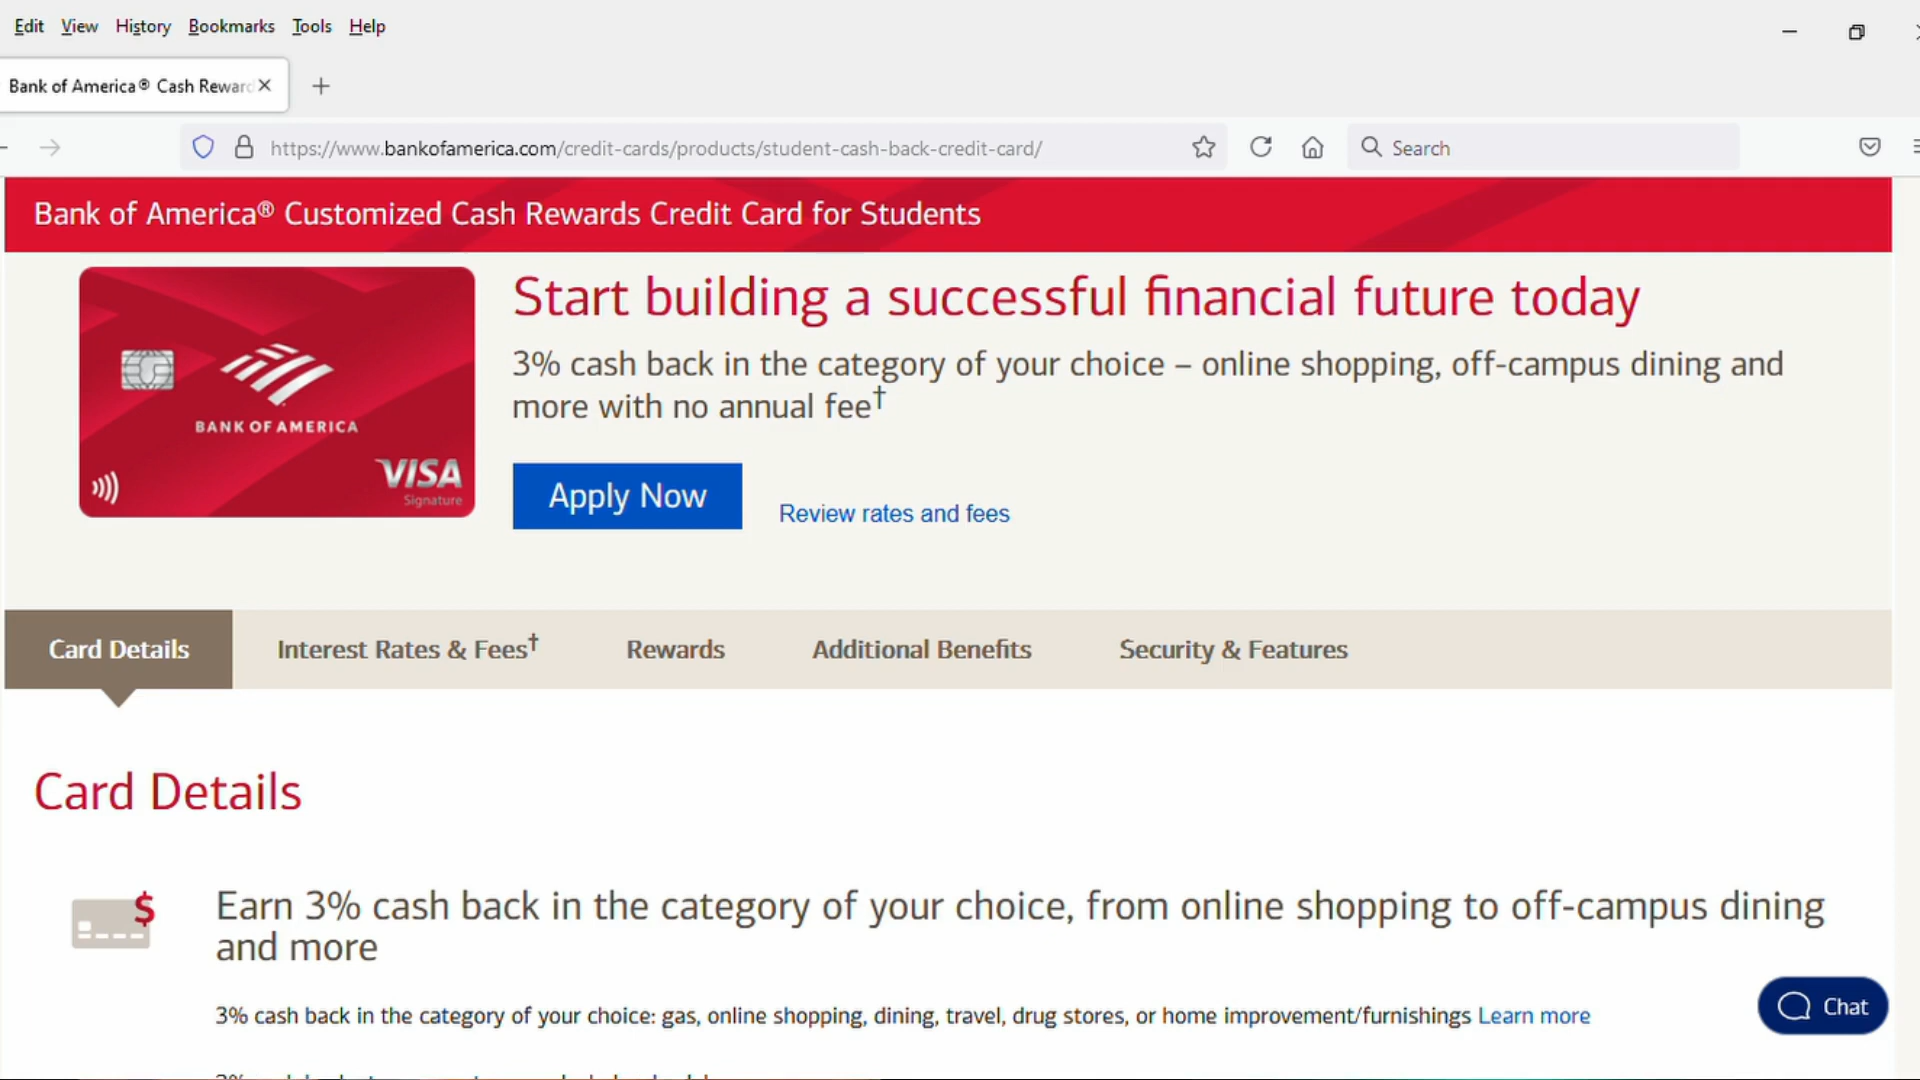 Edit View History Bookmarks Tools Help
Bank of America® Cash Reward
https://www.bankofamerica.com/credit-cards/products/student-cash-back-credit-card/
Search
Bank of America® Customized Cash Rewards Credit Card for Students
BANK OF AMERICA
VISA
Signature
Start building a successful financial future today
3% cash back in the category of your choice – online shopping, off-campus dining and
more with no annual fee†
Apply Now
Review rates and fees
Card Details
Interest Rates & Fees†
Rewards
Additional Benefits
Security & Features
Card Details
$
Earn 3% cash back in the category of your choice, from online shopping to off-campus dining
and more
3% cash back in the category of your choice: gas, online shopping, dining, travel, drug stores, or home improvement/furnishings Learn more
Chat